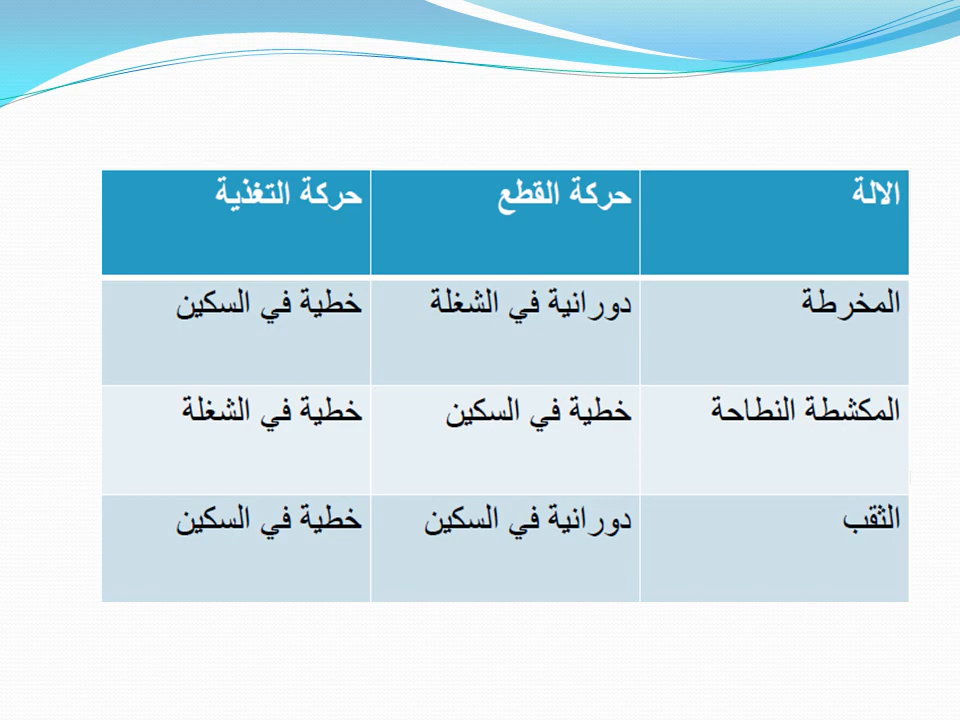 الالة حركة القطع حركة التغذية
المخرطة دورانية في الشغلة خطية في السكين
المكشطة النطاحة خطية في السكين خطية في الشغلة
الثقب دورانية في السكين خطية في السكين